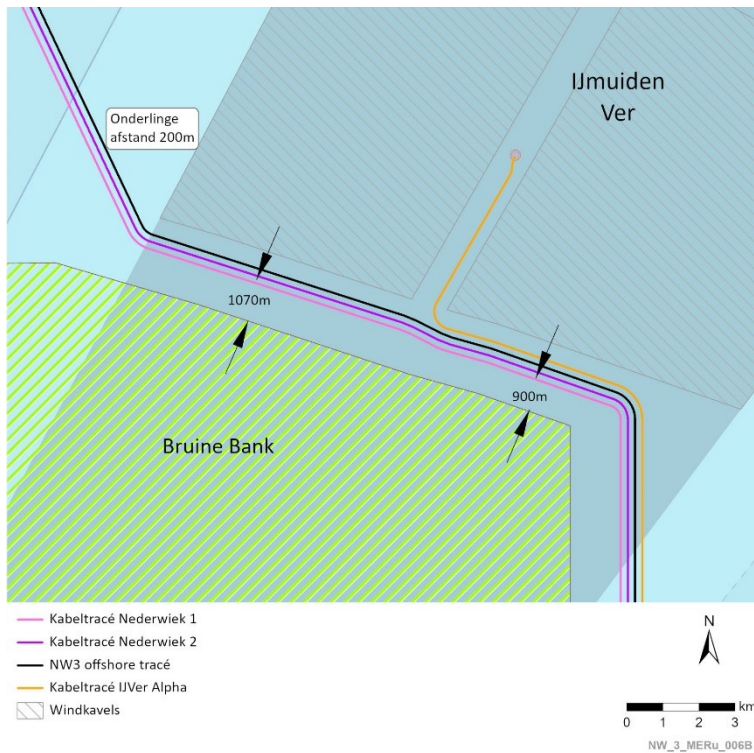 IJmuiden
Ver
Onderlinge
afstand 200m
1070m
900m
Bruine Bank
Kabeltracé Nederwiek 1
Kabeltracé Nederwiek 2
NW3 offshore tracé
Kabeltracé IJVer Alpha
Windkavels
N
km
0 1 2 3
NW_3_MERu_006B